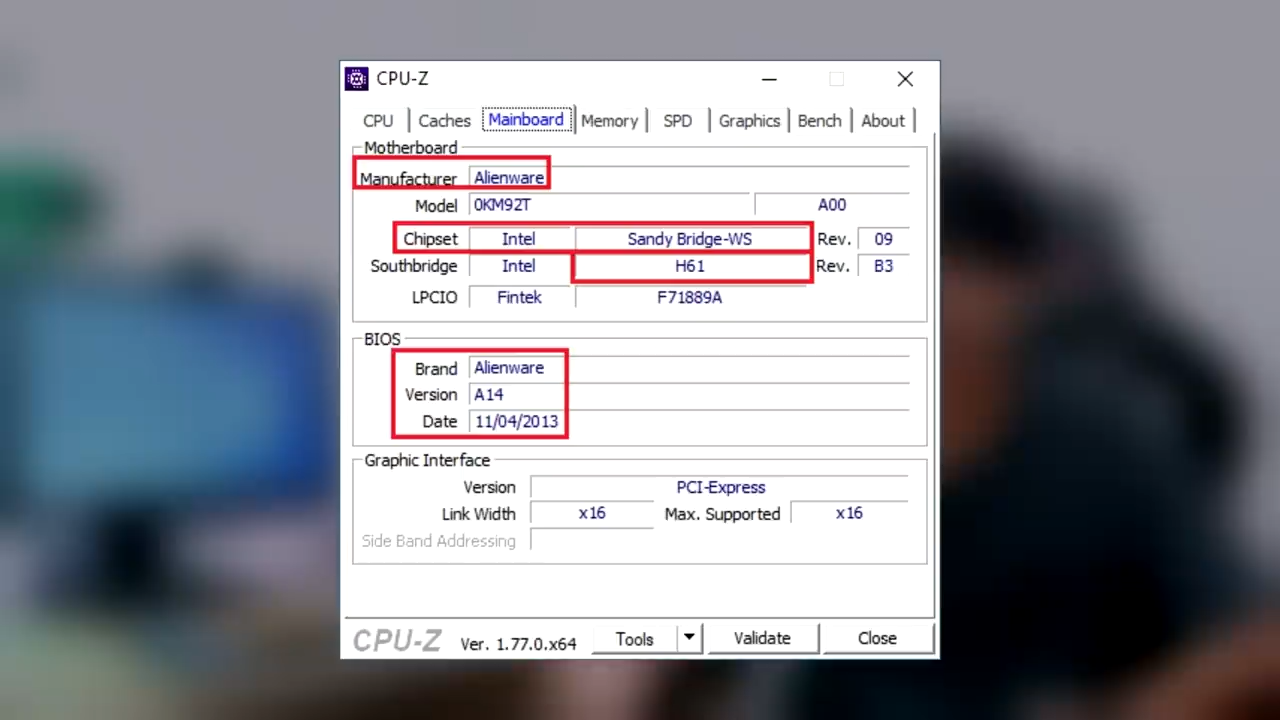 CPU-Z
CPU Caches Mainboard Memory SPD Graphics Bench About
Motherboard
Manufacturer Alienware
Model 0KM92T A00
Chipset Intel Sandy Bridge-WS Rev. 09
Southbridge Intel H61 Rev. B3
LPCIO Fintek F71889A
BIOS
Brand Alienware
Version A14
Date 11/04/2013
Graphic Interface
Version PCI-Express
Link Width x16 Max. Supported x16
Side Band Addressing
CPU-Z Ver. 1.77.0.x64 Tools Validate Close